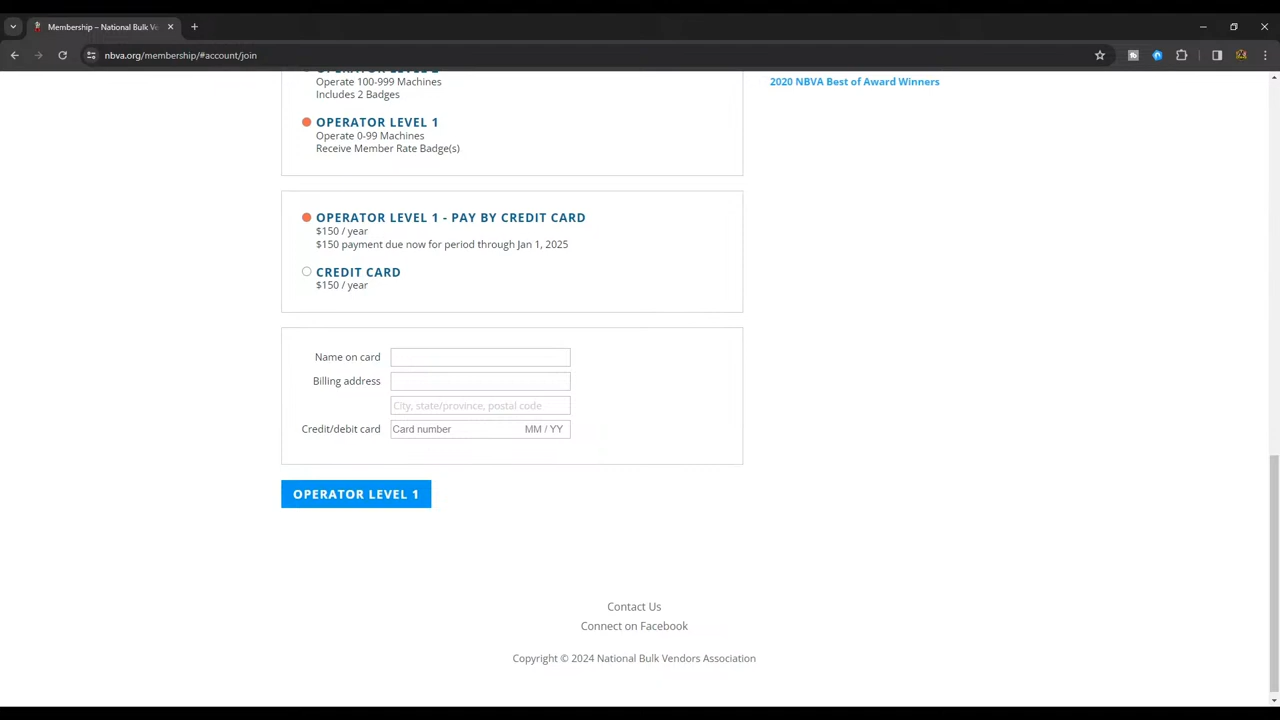 Membership – National Bulk Ve
nbva.org/membership/#account/join
Operate 100-999 Machines
Includes 2 Badges
2020 NBVA Best of Award Winners
OPERATOR LEVEL 1
Operate 0-99 Machines
Receive Member Rate Badge(s)
OPERATOR LEVEL 1 - PAY BY CREDIT CARD
$150 / year
$150 payment due now for period through Jan 1, 2025
CREDIT CARD
$150 / year
Name on card
Billing address
City, state/province, postal code
Credit/debit card Card number MM / YY
OPERATOR LEVEL 1
Contact Us
Connect on Facebook
Copyright © 2024 National Bulk Vendors Association